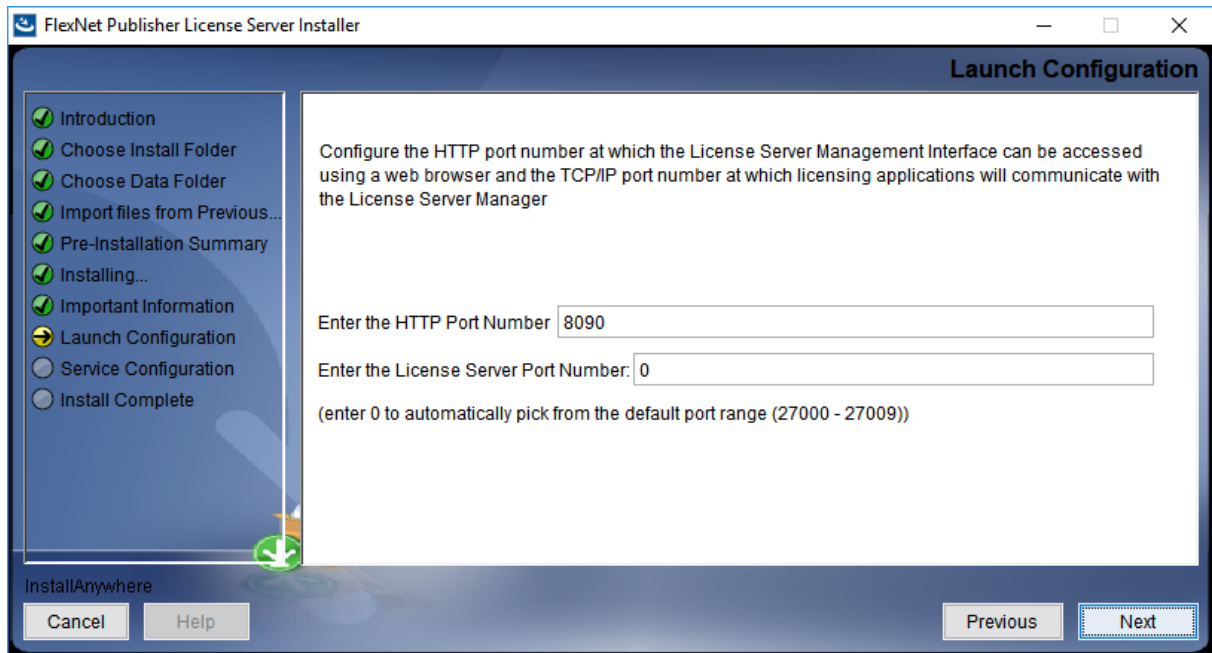 FlexNet Publisher License Server Installer
Launch Configuration
Introduction
Choose Install Folder
Choose Data Folder
Import files from Previous...
Pre-Installation Summary
Installing...
Important Information
Launch Configuration
Service Configuration
Install Complete
Configure the HTTP port number at which the License Server Management Interface can be accessed
using a web browser and the TCP/IP port number at which licensing applications will communicate with
the License Server Manager
Enter the HTTP Port Number 8090
Enter the License Server Port Number: 0
(enter 0 to automatically pick from the default port range (27000 - 27009))
InstallAnywhere
Cancel Help Previous Next